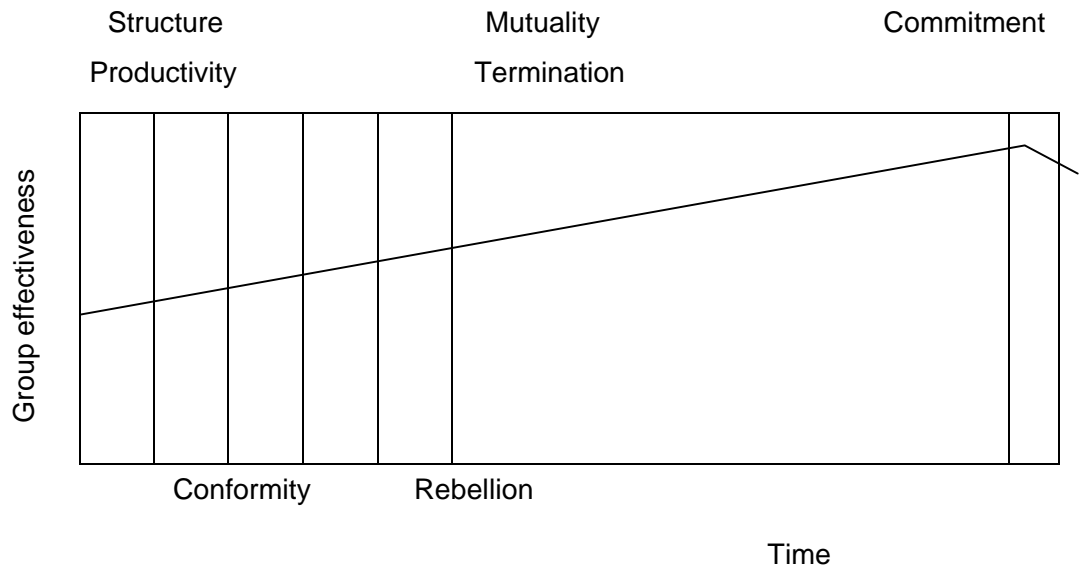 Structure Mutuality Commitment
Productivity Termination
Group effectiveness
Conformity Rebellion
Time